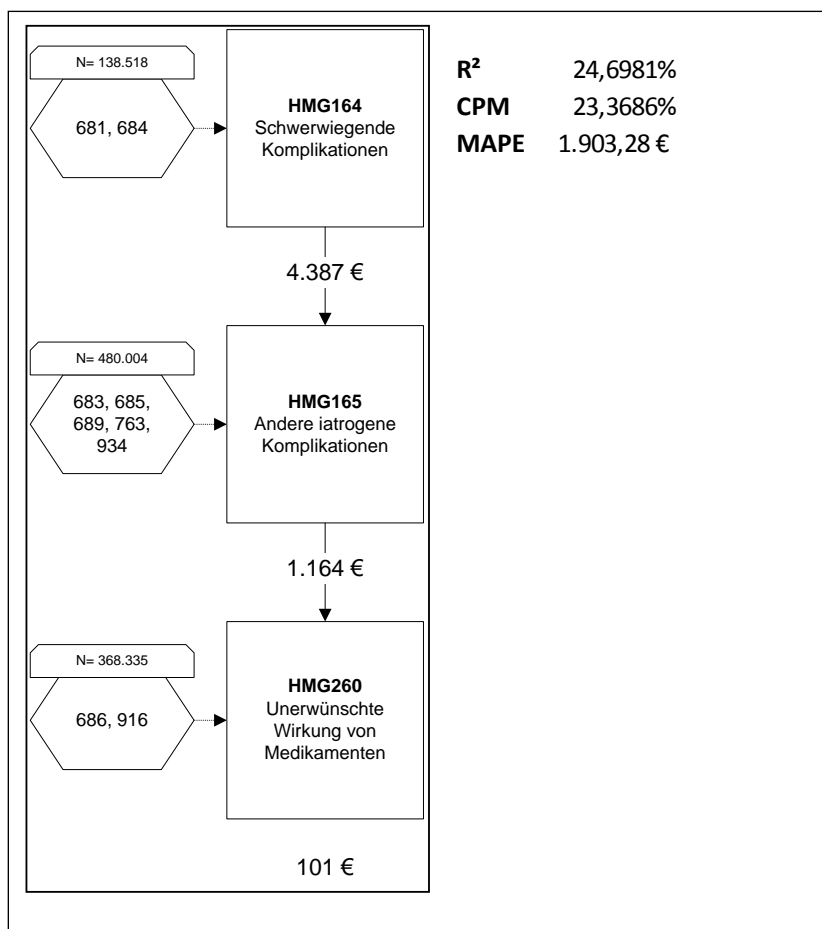 N= 138.518
681, 684
HMG164
Schwerwiegende
Komplikationen
4.387 €
N= 480.004
683, 685,
689, 763,
934
HMG165
Andere iatrogene
Komplikationen
1.164 €
N= 368.335
686, 916
HMG260
Unerwünschte
Wirkung von
Medikamenten
101 €
R² 24,6981%
CPM 23,3686%
MAPE 1.903,28 €